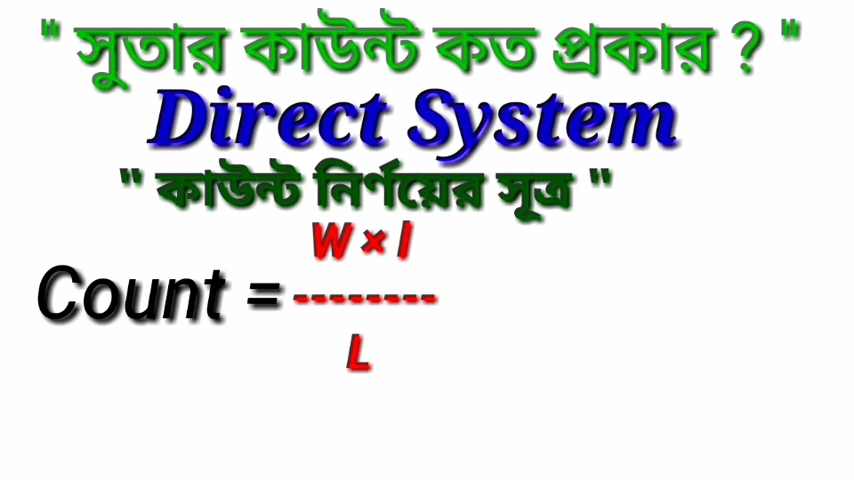 " সুতার কাউন্ট কত প্রকার ? "
Direct System
" কাউন্ট নির্ণয়ের সূত্র "
W × l
Count = --------
L